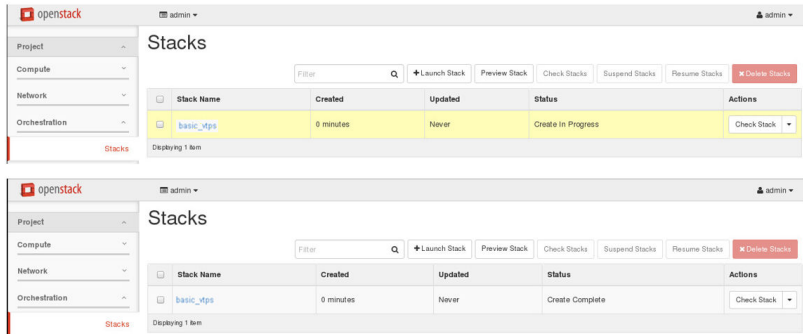 openstack admin admin
Project
Stacks
Compute
Filter +Launch Stack Preview Stack Check Stacks Suspend Stacks Resume Stacks Delete Stacks
Network
Stack Name Created Updated Status Actions
Orchestration
basic_vtps 0 minutes Never Create In Progress Check Stack
Stacks
Displaying 1 item
openstack admin admin
Project
Stacks
Compute
Filter +Launch Stack Preview Stack Check Stacks Suspend Stacks Resume Stacks Delete Stacks
Network
Stack Name Created Updated Status Actions
Orchestration
basic_vtps 0 minutes Never Create Complete Check Stack
Stacks
Displaying 1 item